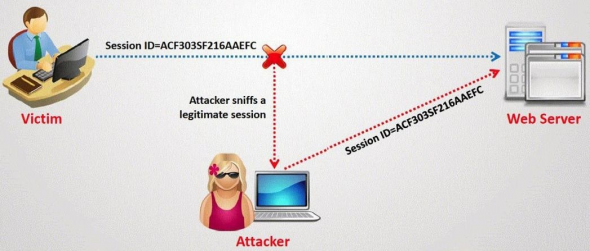 Session ID=ACF303SF216AAEFC
Attacker sniffs a
legitimate session
Session ID=ACF303SF216AAEFC
Victim
Web Server
Attacker